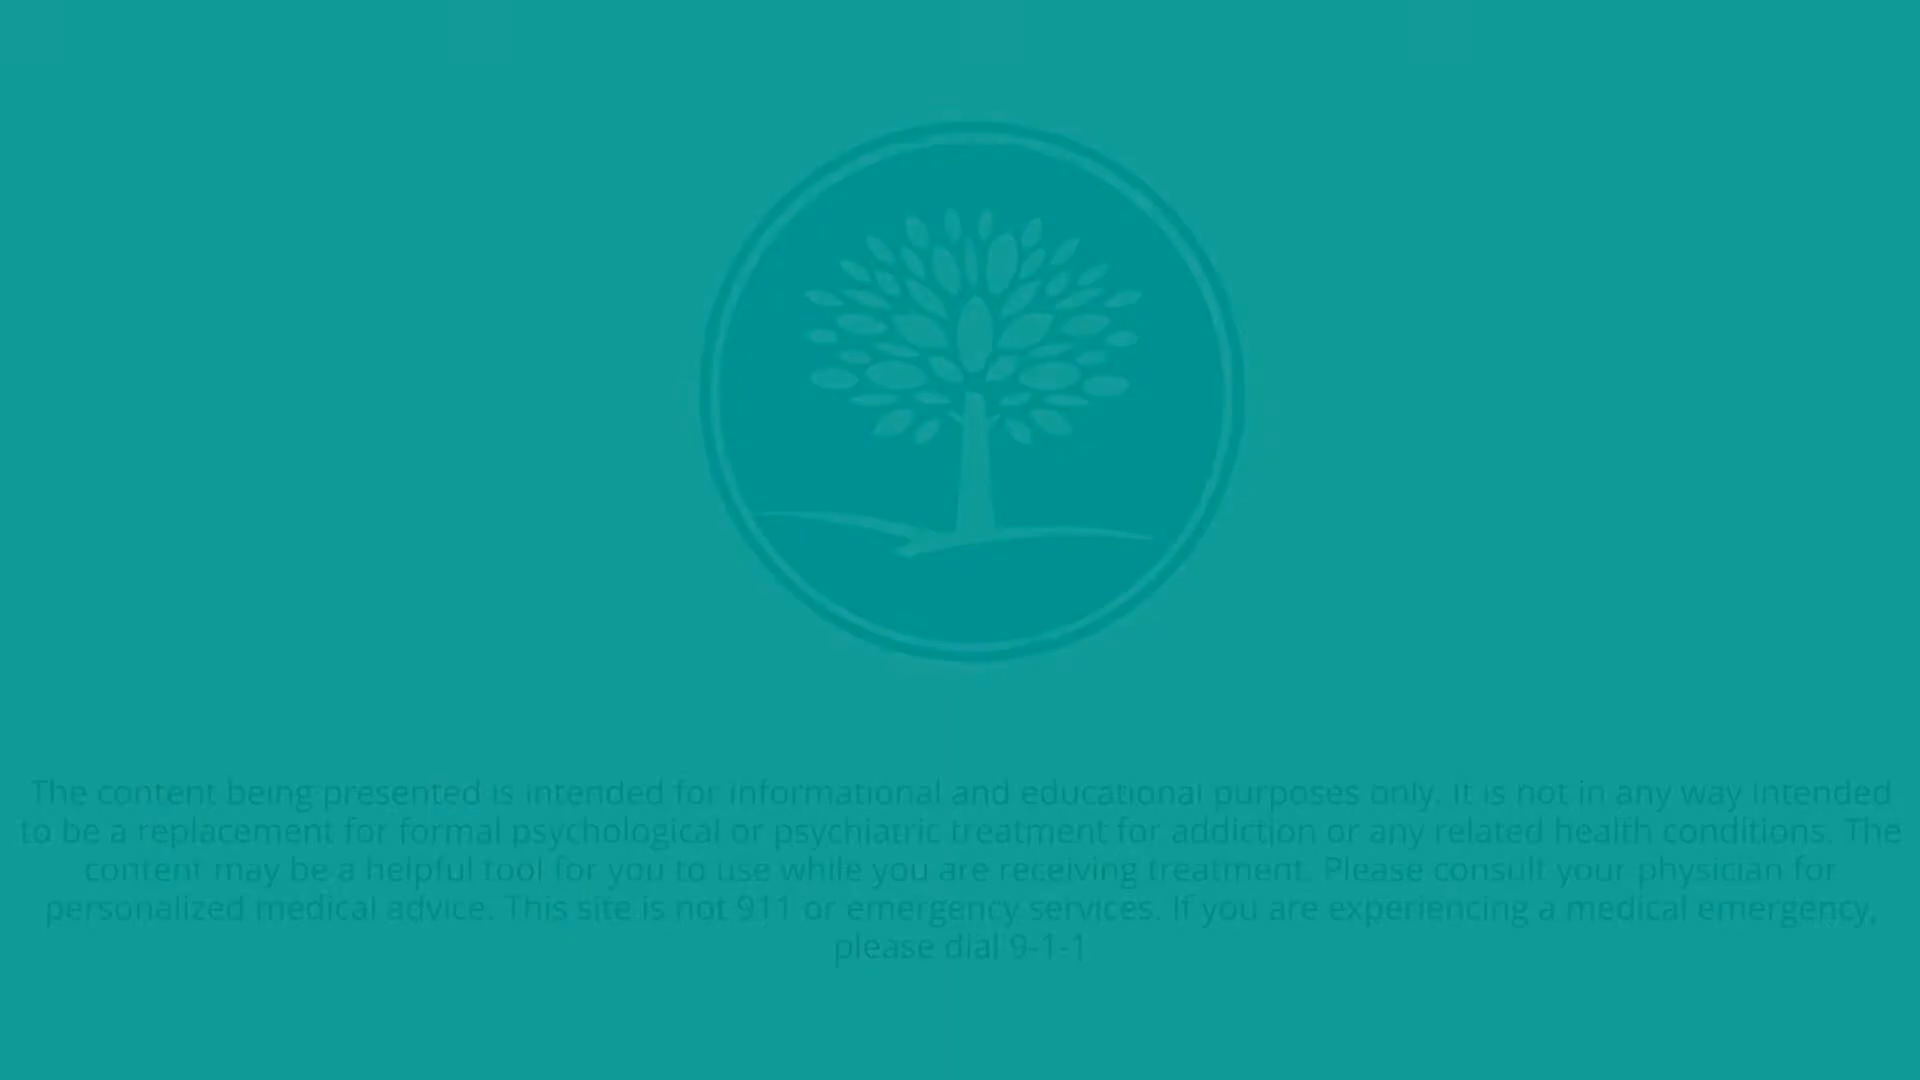 The content being presented is intended for informational and educational purposes only. It is not in any way intended
to be a replacement for formal psychological or psychiatric treatment for addiction or any related health conditions. The
content may be a helpful tool for you to use while you are receiving treatment. Please consult your physician for
personalized medical advice. This site is not 911 or emergency services. If you are experiencing a medical emergency,
please dial 9-1-1